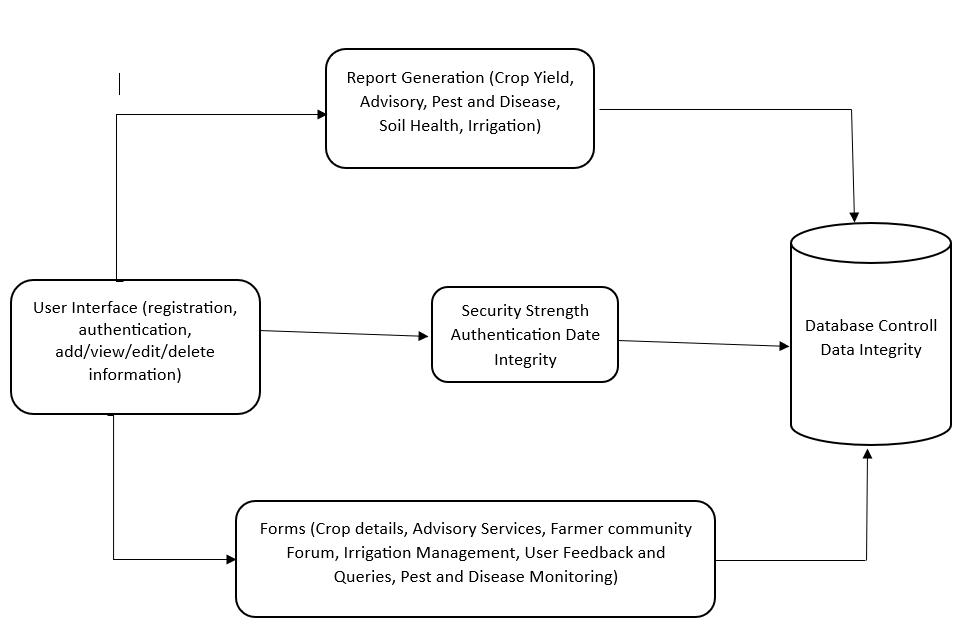 Report Generation (Crop Yield,
Advisory, Pest and Disease,
Soil Health, Irrigation)
User Interface (registration,
authentication,
add/view/edit/delete
information)
Security Strength
Authentication Date
Integrity
Database Controll
Data Integrity
Forms (Crop details, Advisory Services, Farmer community
Forum, Irrigation Management, User Feedback and
Queries, Pest and Disease Monitoring)